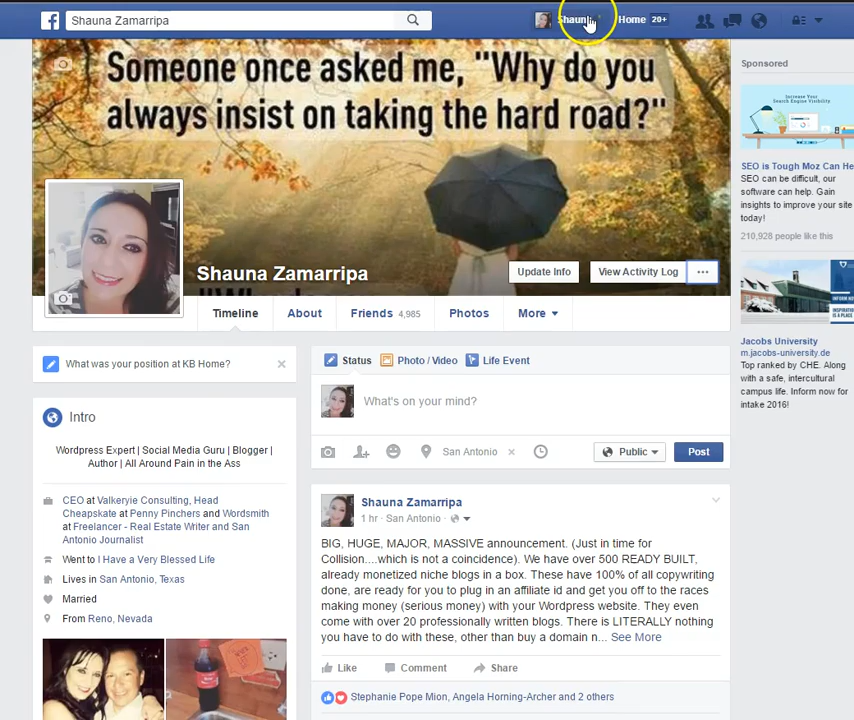 Shauna Zamarripa
Home 20+
Someone once asked me, "Why do you
always insist on taking the hard road?"
Shauna Zamarripa
Update Info
View Activity Log
...
Timeline
About
Friends 4,985
Photos
More
What was your position at KB Home?
Intro
Wordpress Expert | Social Media Guru | Blogger |
Author | All Around Pain in the Ass
CEO at Valkeryie Consulting, Head
Cheapskate at Penny Pinchers and Wordsmith
at Freelancer - Real Estate Writer and San
Antonio Journalist
Went to I Have a Very Blessed Life
Lives in San Antonio, Texas
Married
From Reno, Nevada
Status
Photo / Video
Life Event
What's on your mind?
San Antonio
Public
Post
Shauna Zamarripa
1 hr · San Antonio ·
BIG, HUGE, MAJOR, MASSIVE announcement. (Just in time for
Collision....which is not a coincidence). We have over 500 READY BUILT,
already monetized niche blogs in a box. These have 100% of all copywriting
done, are ready for you to plug in an affiliate id and get you off to the races
making money (serious money) with your Wordpress website. They even
come with over 20 professionally written blogs. There is LITERALLY nothing
you have to do with these, other than buy a domain n... See More
Like
Comment
Share
Stephanie Pope Mion, Angela Horning-Archer and 2 others
Sponsored
Increase Your
Search Engine Visibility
SEO is Tough Moz Can He
SEO can be difficult, our
software can help. Gain
insights to improve your site
today!
210,928 people like this
Jacobs University
m.jacobs-university.de
Top ranked by CHE. Along
with a safe, intercultural
campus life. Inform now for
intake 2016!